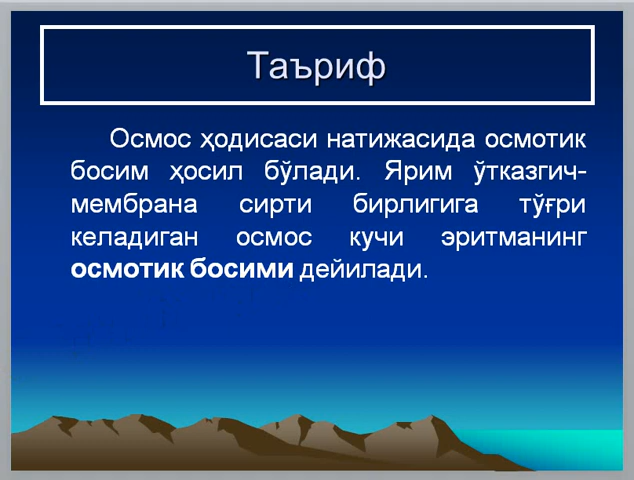 Таъриф
Осмос ҳодисаси натижасида осмотик
босим ҳосил бўлади. Ярим ўтказгич-
мембрана сирти бирлигига тўғри
келадиган осмос кучи эритманинг
осмотик босими дейилади.